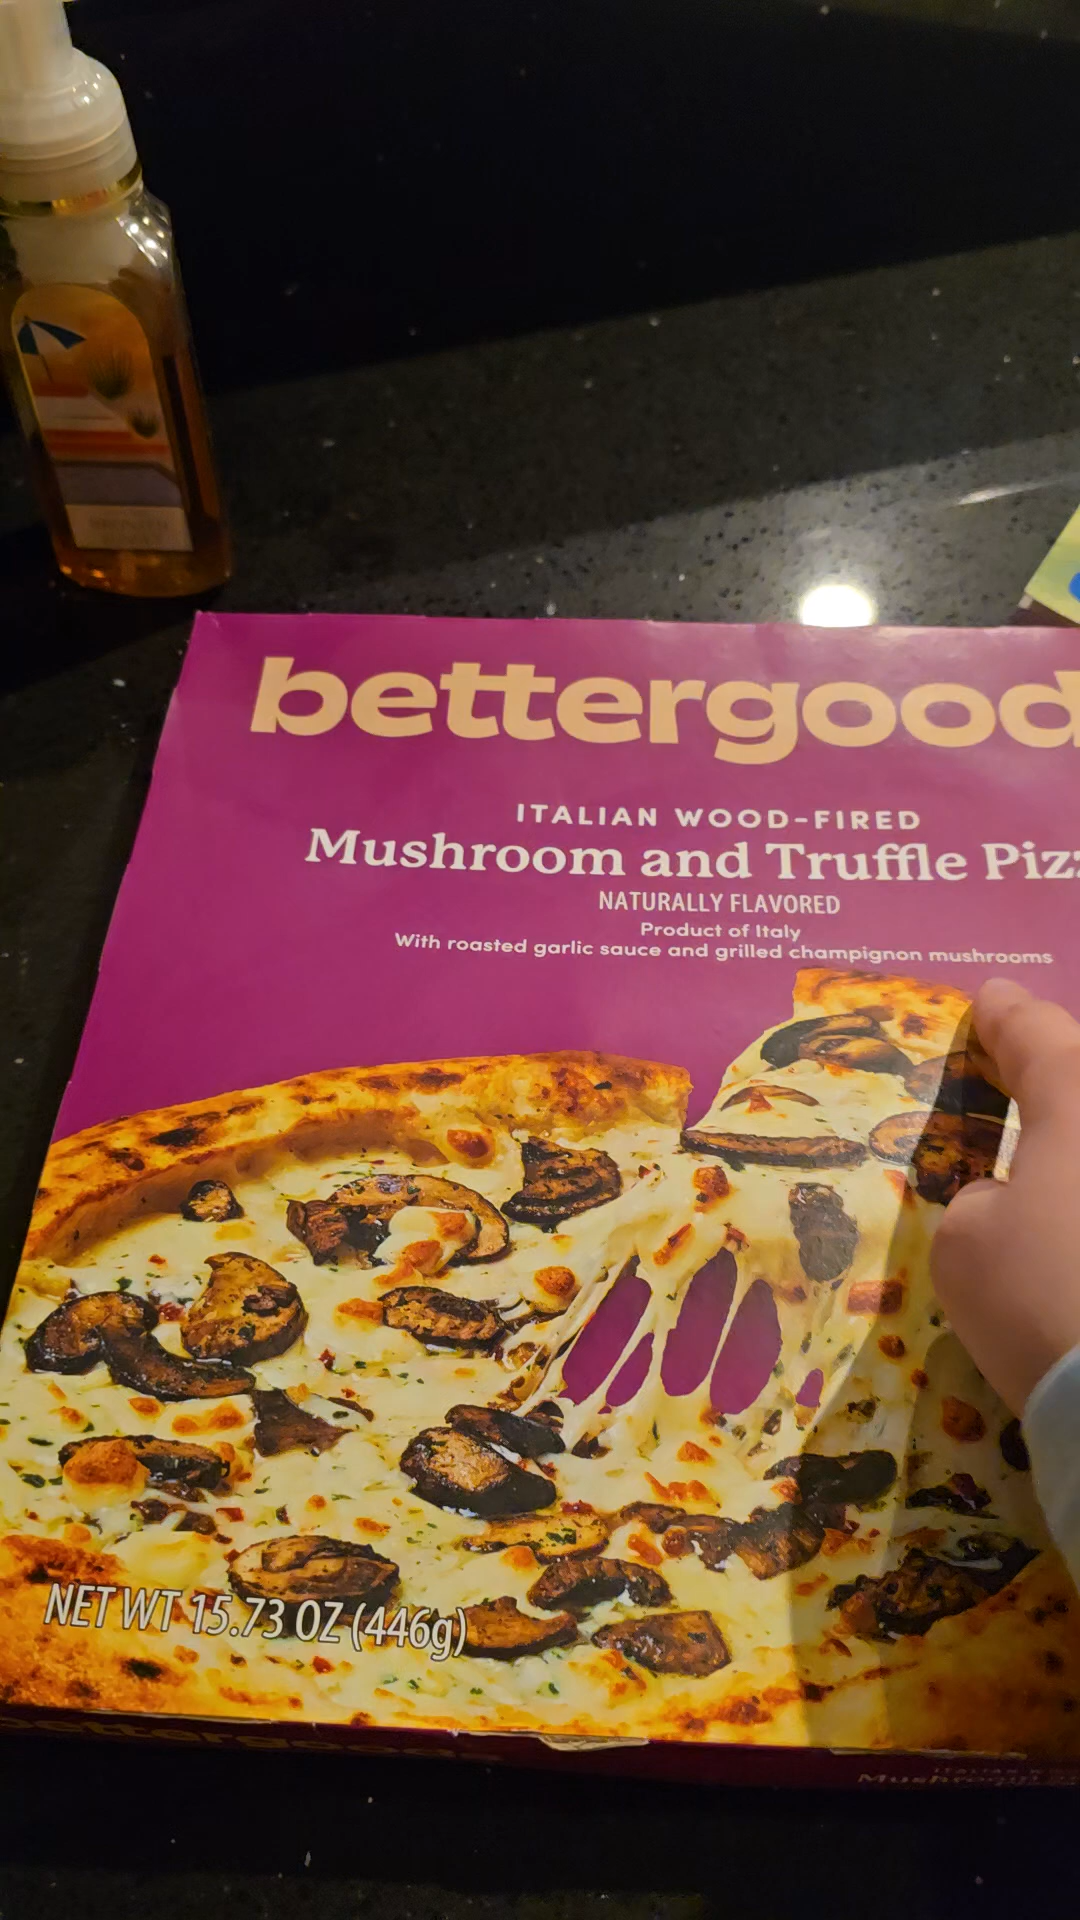 bettergood
ITALIAN WOOD-FIRED
Mushroom and Truffle Piz
NATURALLY FLAVORED
Product of Italy
With roasted garlic sauce and grilled champignon mushrooms
NET WT 15.73 OZ (446g)
bettergoods